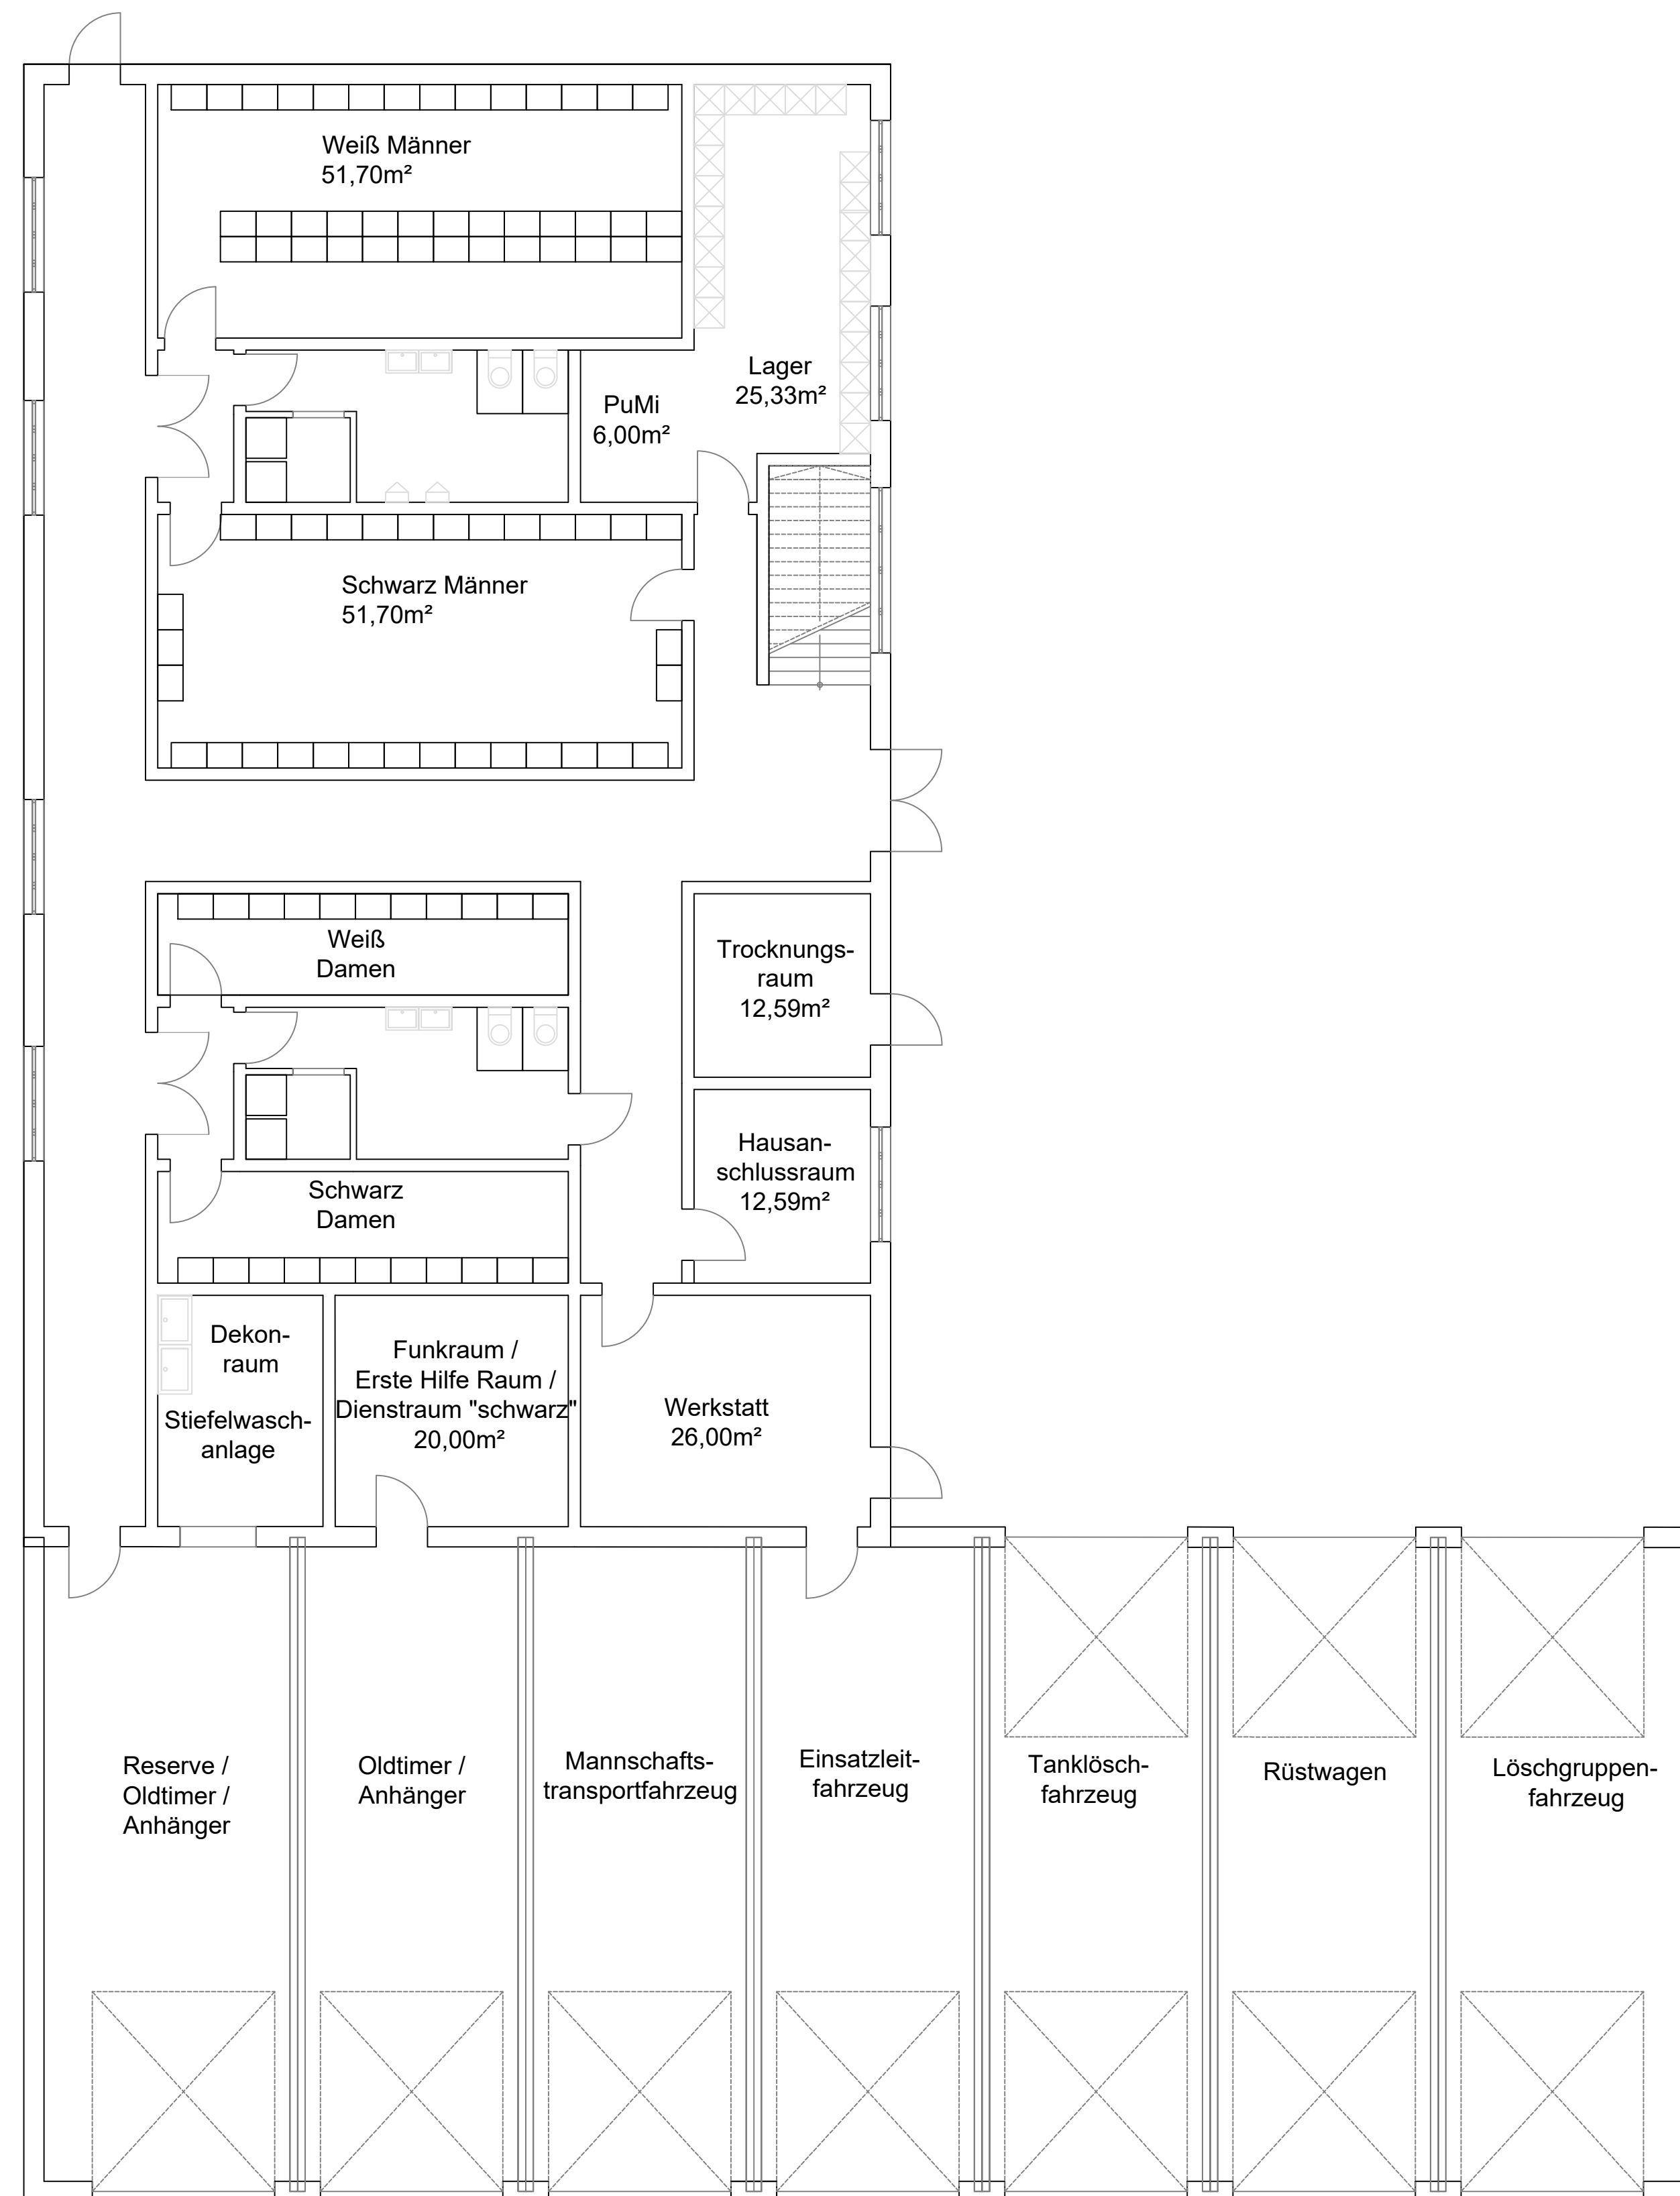 Weiß Männer
51,70m²
Lager
25,33m²
PuMi
6,00m²
Schwarz Männer
51,70m²
Weiß
Damen
Trocknungs-
raum
12,59m²
Hausan-
schlussraum
12,59m²
Schwarz
Damen
Dekon-
raum
Stiefelwasch-
anlage
Funkraum /
Erste Hilfe Raum /
Dienstraum "schwarz"
20,00m²
Werkstatt
26,00m²
Reserve /
Oldtimer /
Anhänger
Oldtimer /
Anhänger
Mannschafts-
transportfahrzeug
Einsatzleit-
fahrzeug
Tanklösch-
fahrzeug
Rüstwagen
Löschgruppen-
fahrzeug